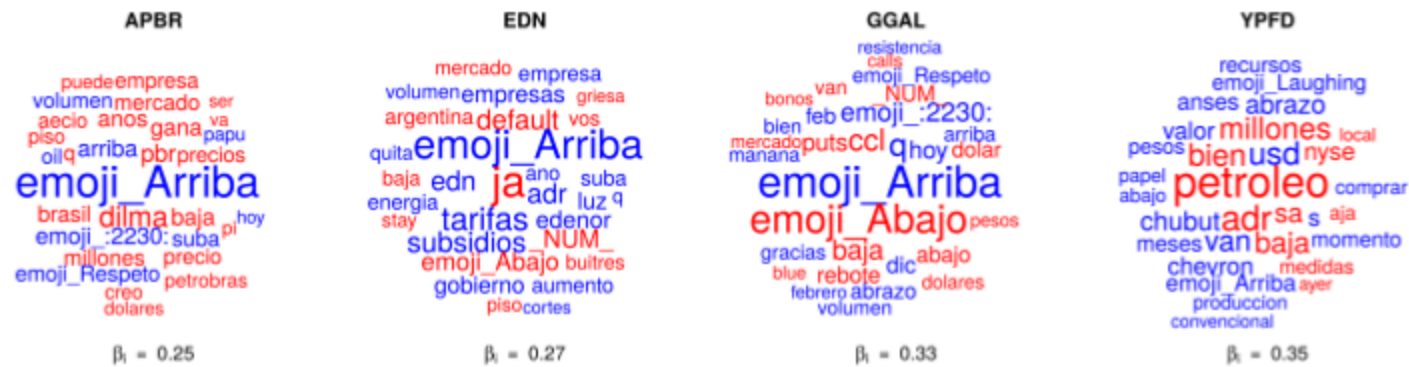 APBR
puede empresa
volumen mercado ser
aecio anos gana va
piso papu
oil q arriba pbr precios
emoji_Arriba
brasil dilma baja pi hoy
emoji_:2230: suba
millones precio
emoji_Respeto petrobras
creo
dolares
βi = 0.25
EDN
mercado empresa
volumen empresas griesa
argentina default vos
quita emoji_Arriba
baja edn ja ano adr suba
energia luz q
stay tarifas edenor
subsidios _NUM_
emoji_Abajo buitres
gobierno aumento
piso cortes
βi = 0.27
GGAL
resistencia
calls
emoji_Respeto
van _NUM_
bonos
feb emoji_:2230:
bien arriba
mercado puts ccl q hoy dolar
manana
emoji_Arriba
emoji_Abajo pesos
gracias baja dic abajo
blue rebote dolares
febrero abrazo
volumen
βi = 0.33
YPFD
recursos
emoji_Laughing
anses abrazo
valor millones local
pesos bien usd nyse
papel petroleo comprar
abajo
chubut adr sa s aja
meses van baja momento
chevron medidas
emoji_Arriba ayer
produccion
convencional
βi = 0.35